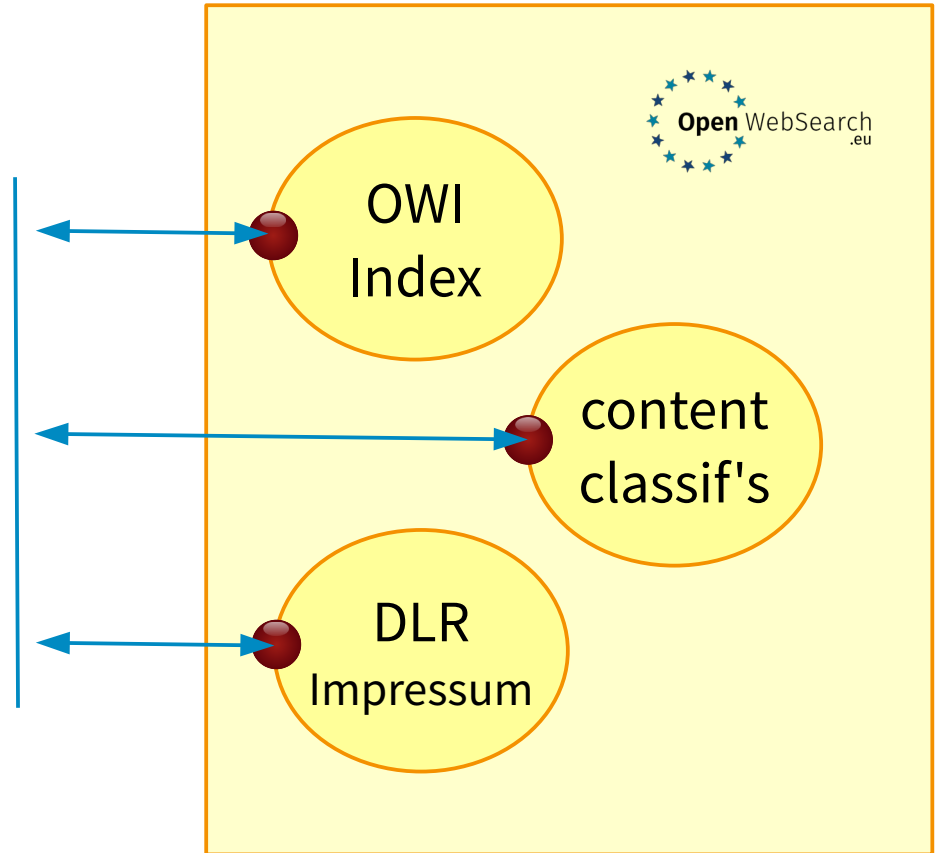 Open WebSearch
.eu
OWI
Index
content
classif's
DLR
Impressum